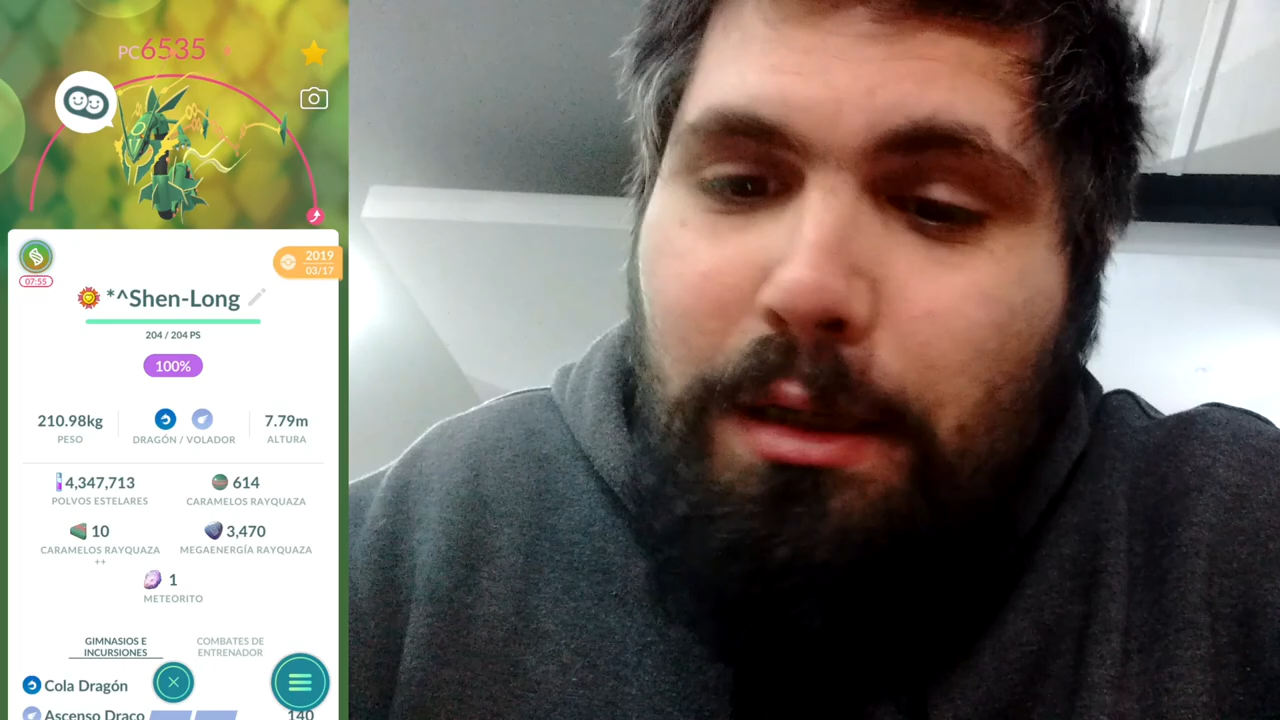 PC6535
2019
03/17
07:55
*^Shen-Long
204 / 204 PS
100%
210.98kg
PESO
DRAGÓN / VOLADOR
7.79m
ALTURA
4,347,713
POLVOS ESTELARES
614
CARAMELOS RAYQUAZA
10
CARAMELOS RAYQUAZA
++
3,470
MEGAENERGÍA RAYQUAZA
1
METEORITO
GIMNASIOS E
INCURSIONES
COMBATES DE
ENTRENADOR
Cola Dragón
Ascenso Draco
140